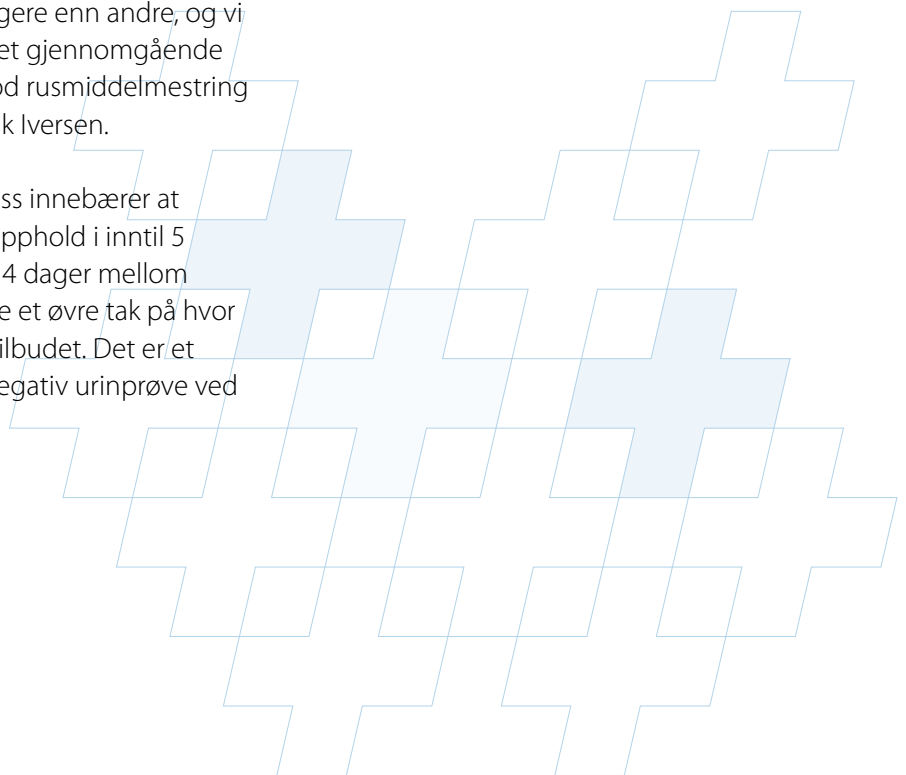 gere enn andre, og vi
et gjennomgående
od rusmiddelmestring
k Iversen.
ss innebærer at
opphold i inntil 5
4 dager mellom
e et øvre tak på hvor
ilbudet. Det er et
egativ urinprøve ved